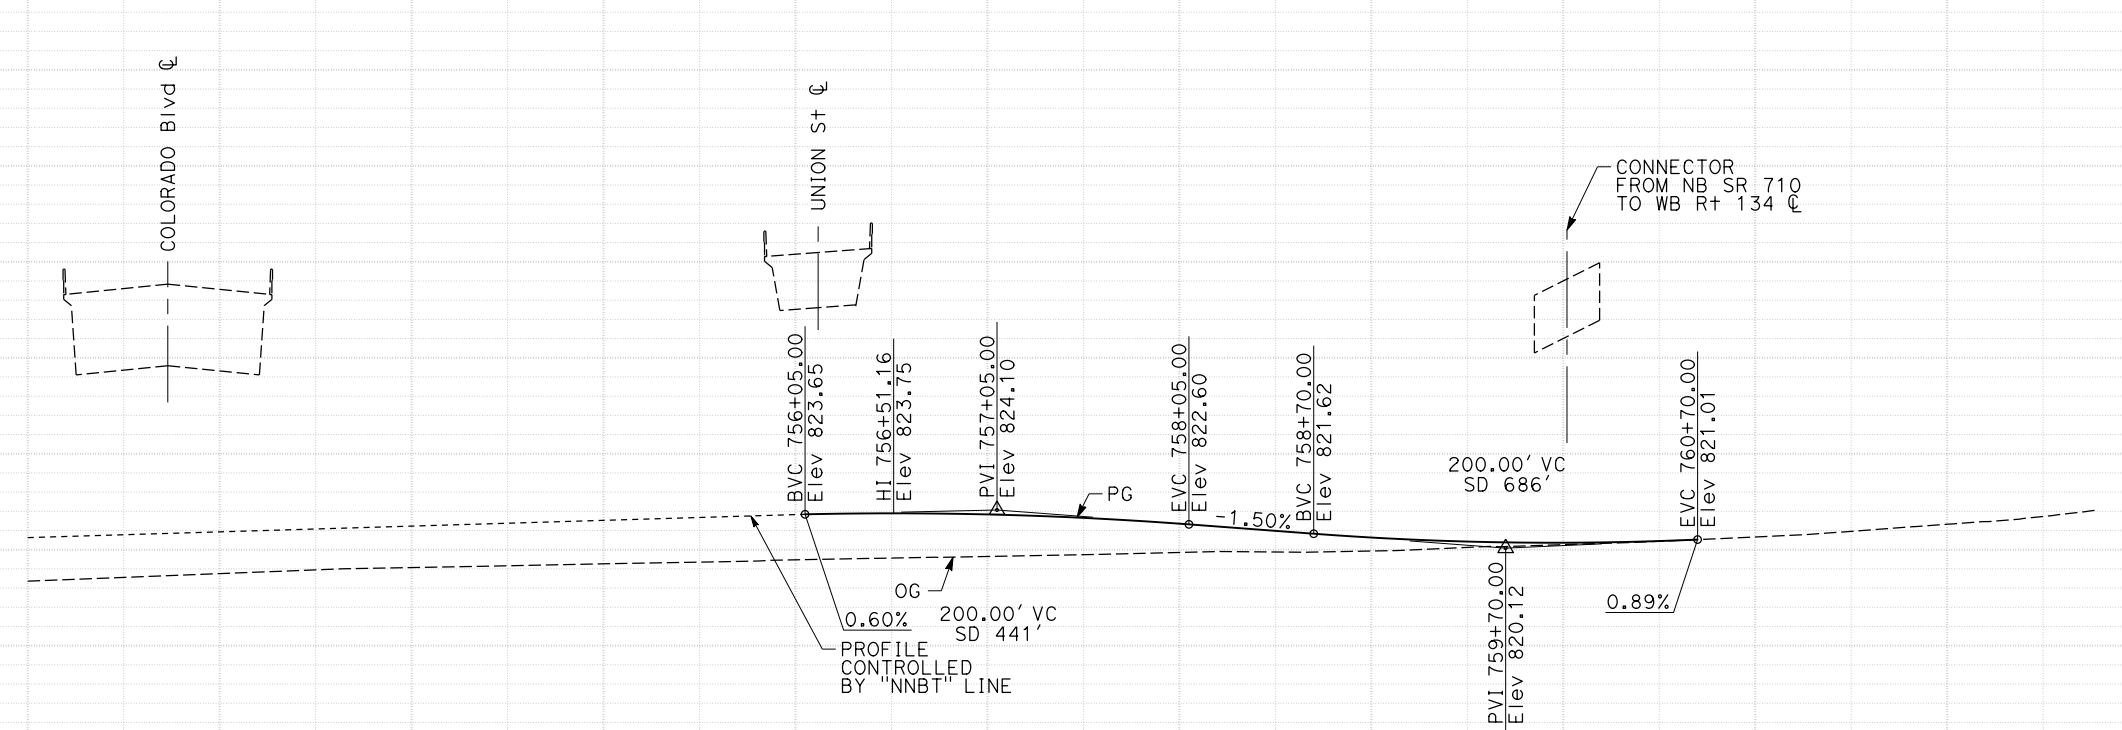 COLORADO Blvd ℄
UNION St ℄
CONNECTOR
FROM NB SR 710
TO WB Rt 134 ℄
BVC 756+05.00
Elev 823.65
HI 756+51.16
Elev 823.75
PVI 757+05.00
Elev 824.10
EVC 758+05.00
Elev 822.60
BVC 758+70.00
Elev 821.62
EVC 760+70.00
Elev 821.01
200.00' VC
SD 686'
PG
-1.50%
OG
0.60%
200.00' VC
SD 441'
PROFILE
CONTROLLED
BY "NNBT" LINE
PVI 759+70.00
Elev 820.12
0.89%